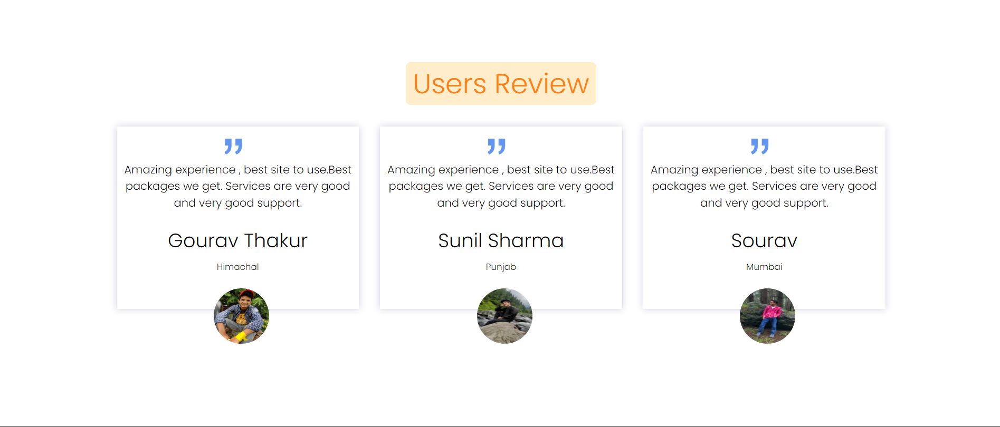 Users Review
”
Amazing experience , best site to use.Best
packages we get. Services are very good
and very good support.
Gourav Thakur
Himachal
”
Amazing experience , best site to use.Best
packages we get. Services are very good
and very good support.
Sunil Sharma
Punjab
”
Amazing experience , best site to use.Best
packages we get. Services are very good
and very good support.
Sourav
Mumbai